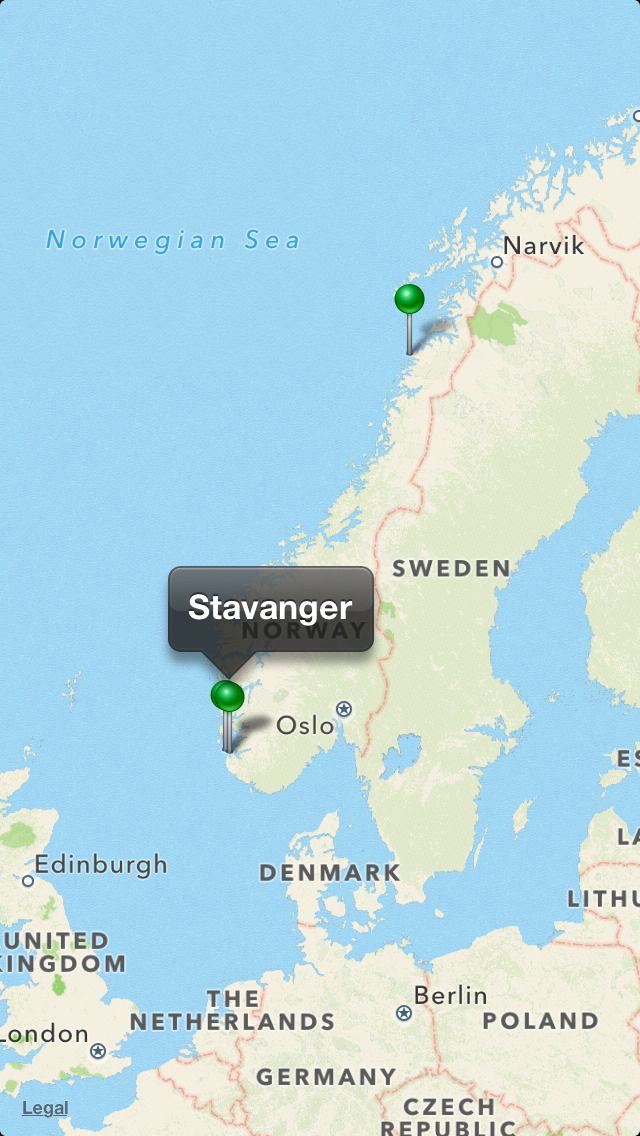 Norwegian Sea
Narvik
SWEDEN
Stavanger
NORWAY
Oslo
ES
LA
Edinburgh
DENMARK
LITHU
UNITED
KINGDOM
THE
NETHERLANDS
Berlin
POLAND
London
GERMANY
CZECH
REPUBLIC
Legal